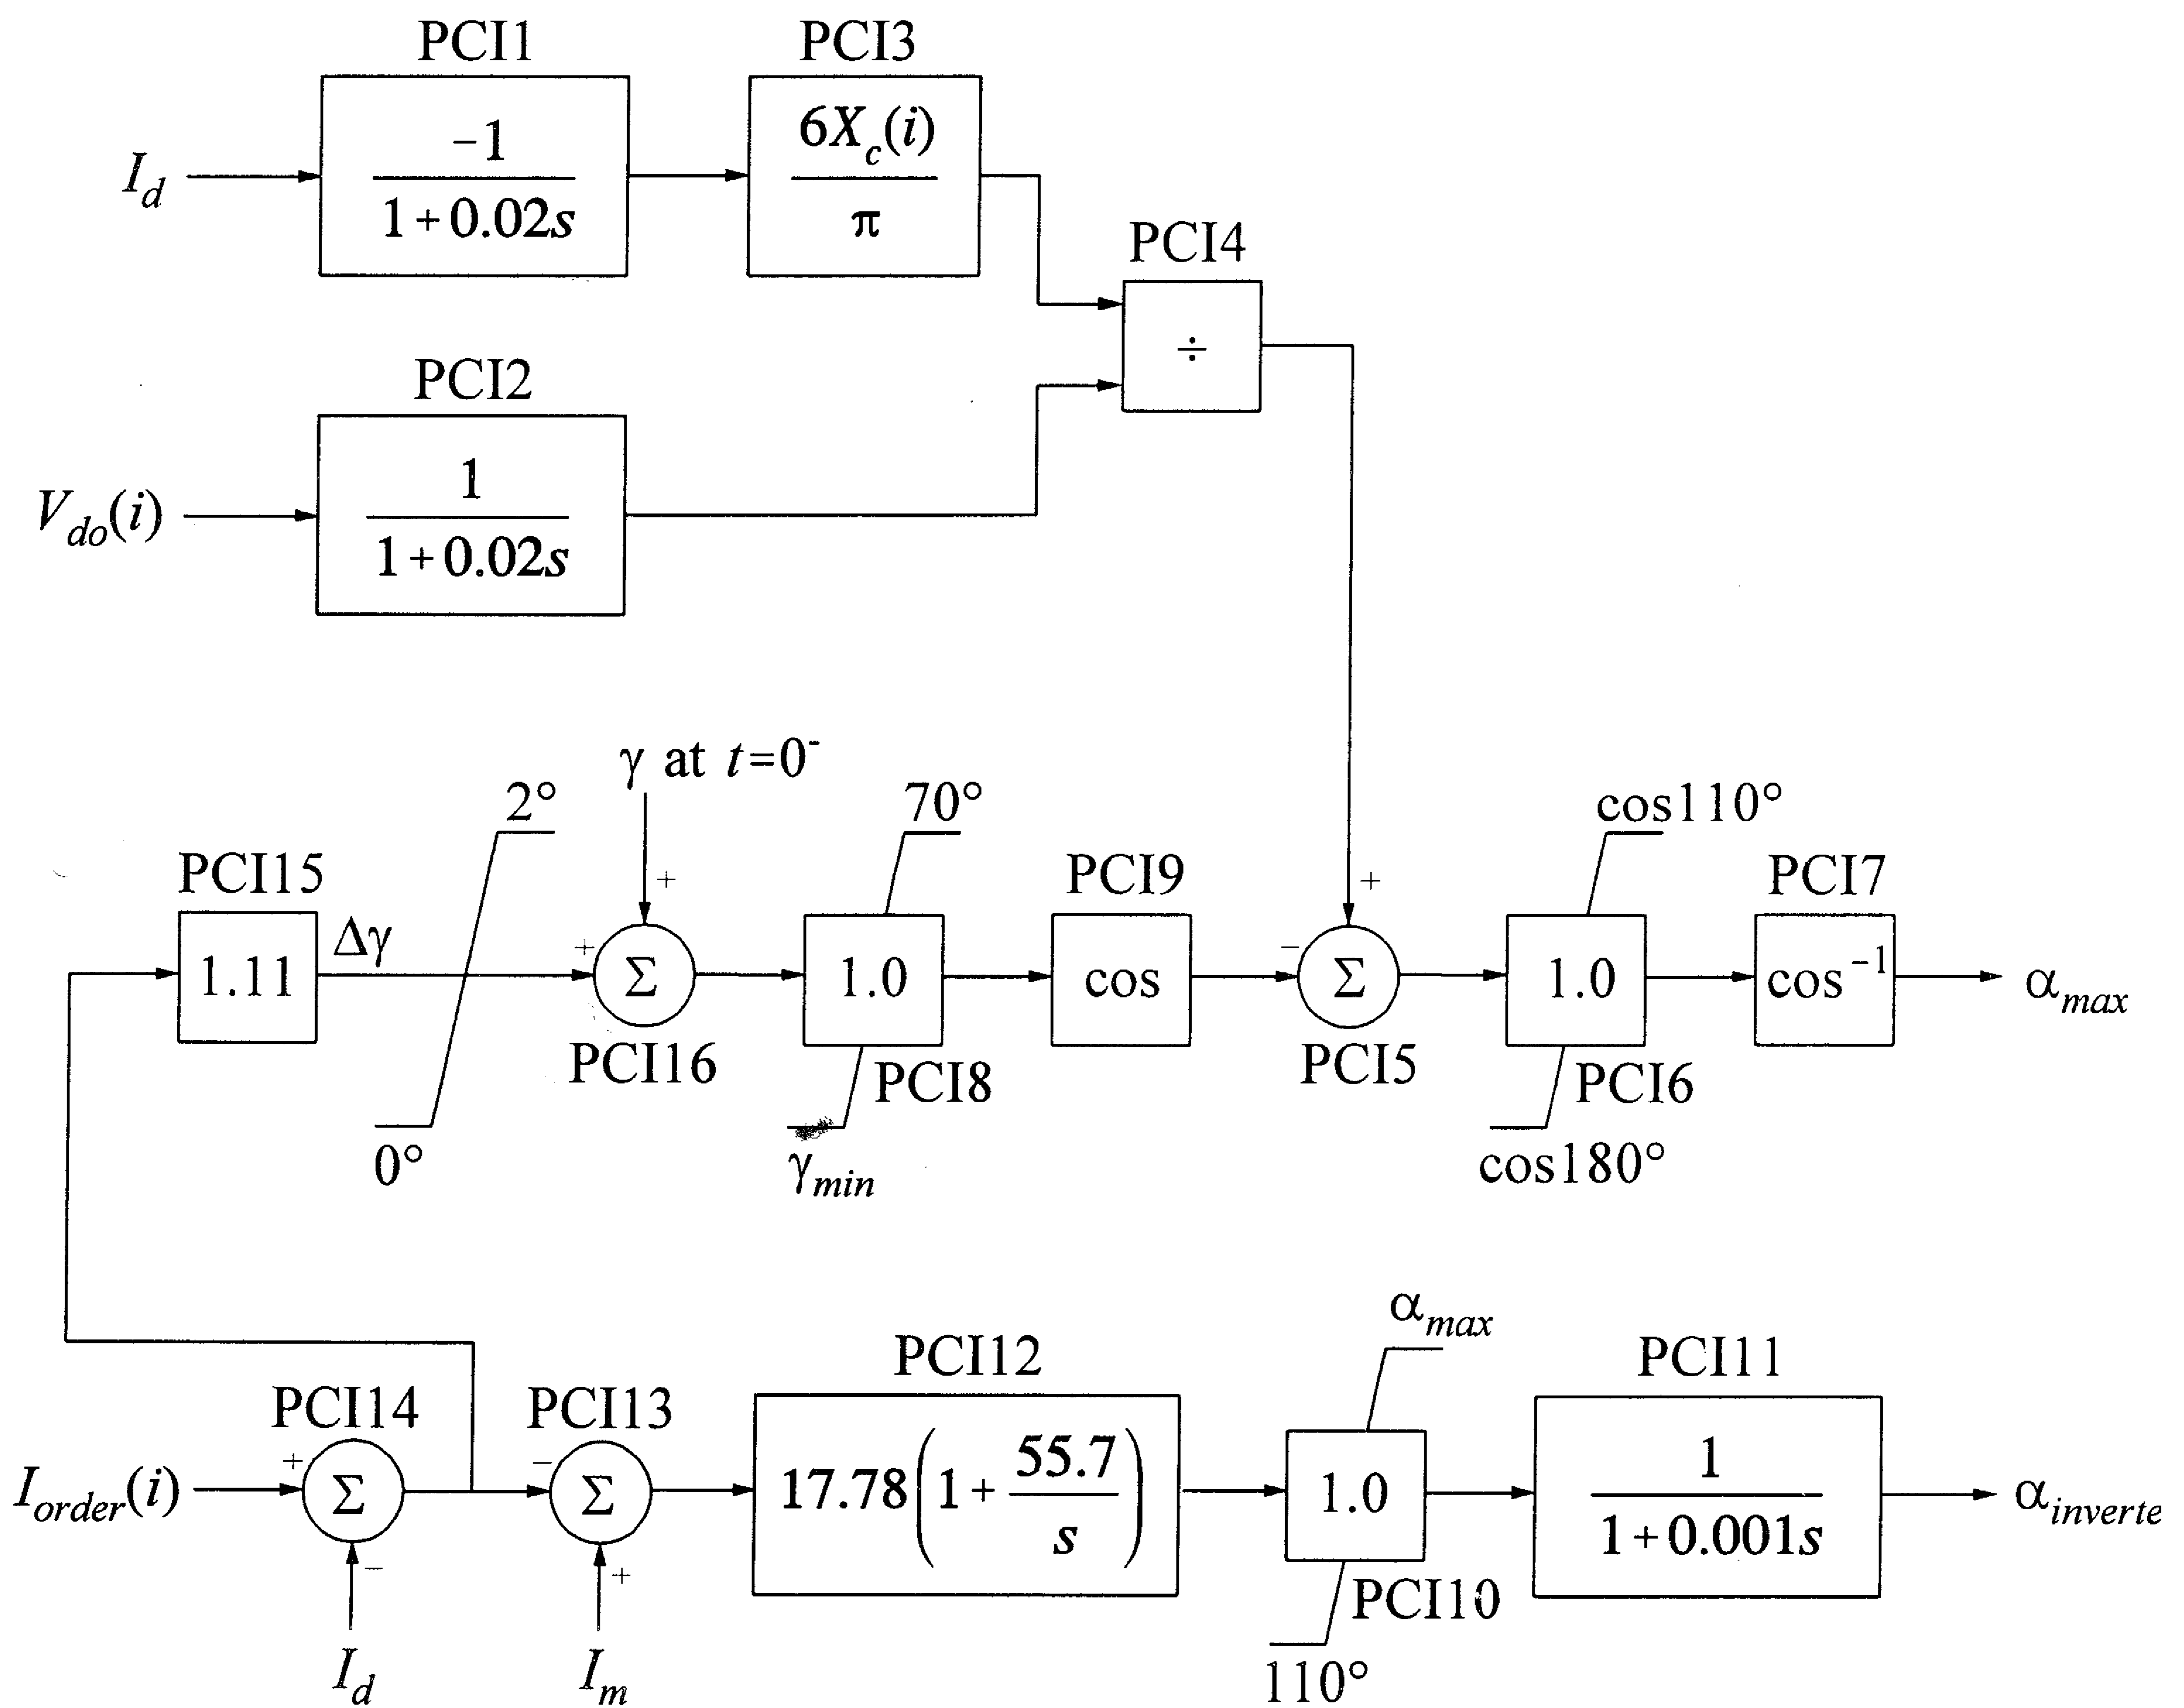 PCI1
PCI3
I_d
-1
1+0.02s
6X_c(i)
π
PCI4
÷
PCI2
V_do(i)
1
1+0.02s
γ at t=0⁻
2°
70°
cos110°
PCI15
PCI9
PCI7
1.11
Δγ
+
+
Σ
1.0
cos
+
−
Σ
1.0
cos⁻¹
α_max
PCI16
PCI8
PCI5
PCI6
0°
γ_min
cos180°
α_max
PCI14
PCI13
PCI12
PCI11
I_order(i)
+
Σ
−
−
Σ
+
17.78(1+55.7/s)
1.0
1
1+0.001s
α_inverte
PCI10
I_d
I_m
110°